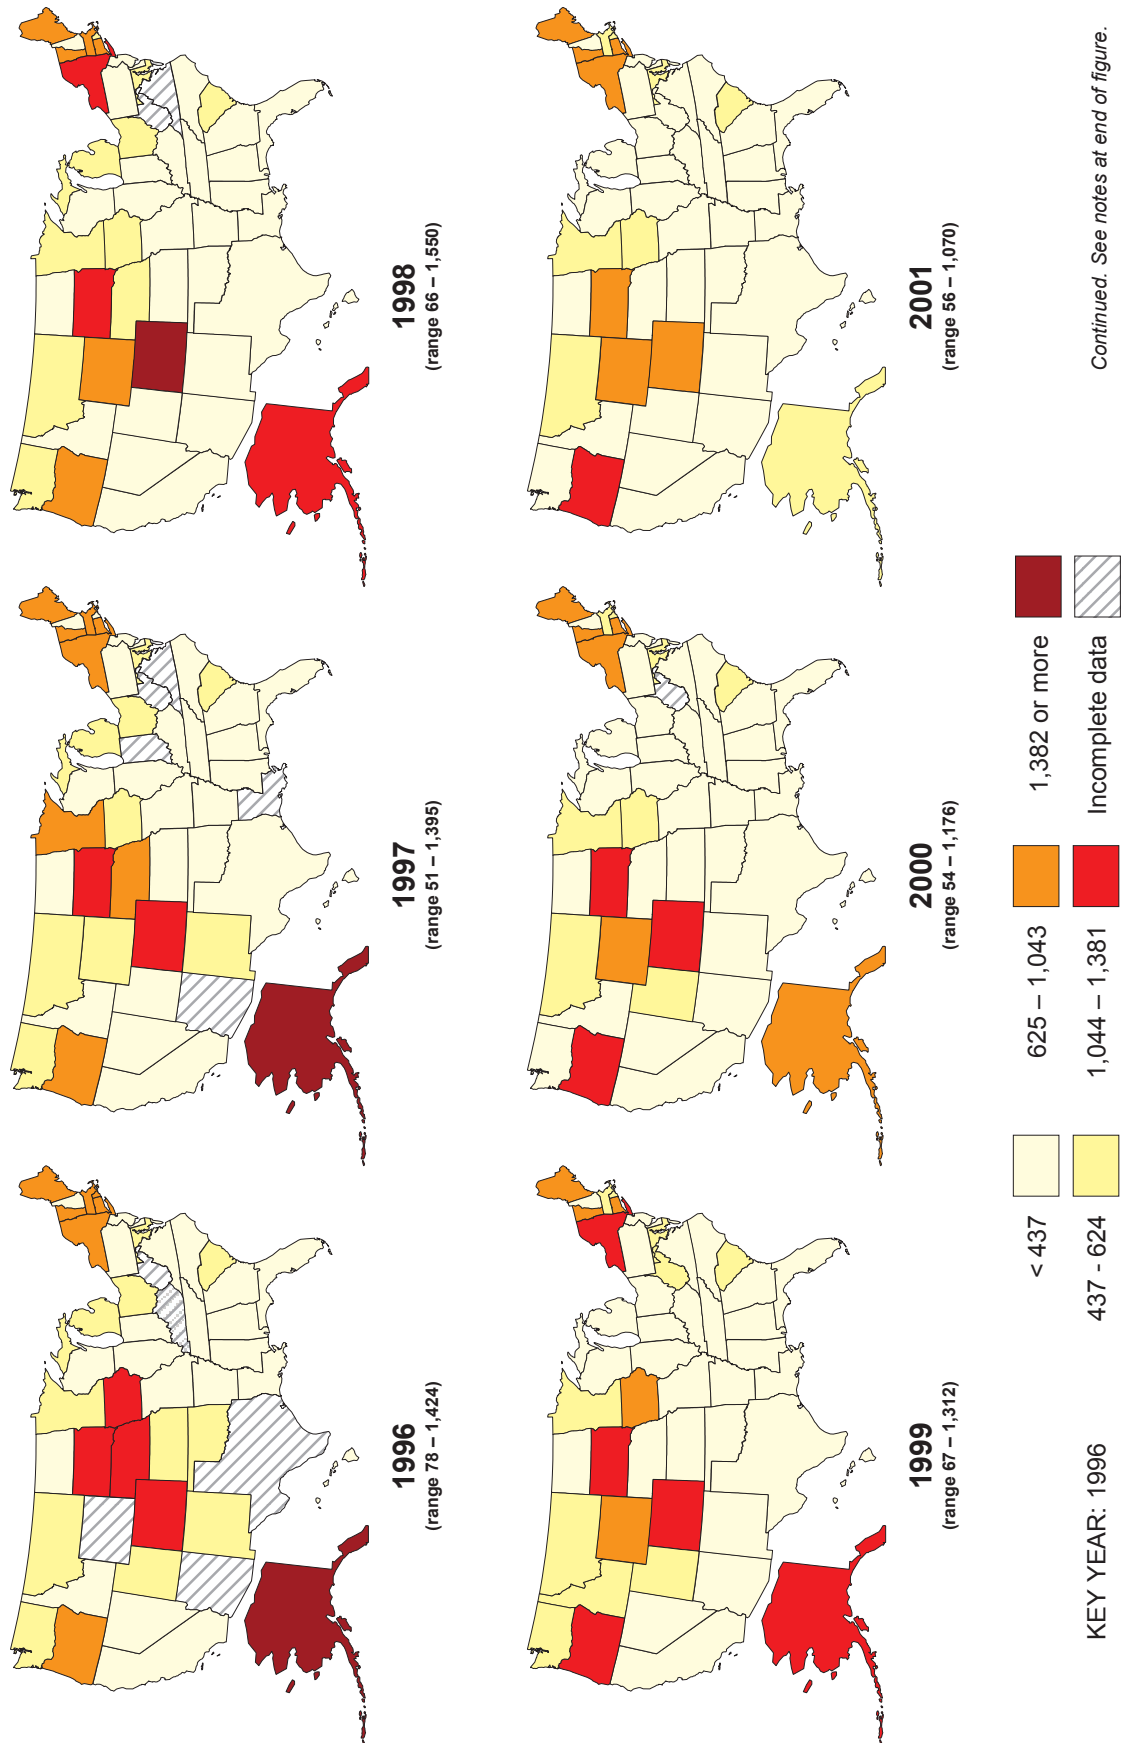 1996
(range 78 – 1,424)
1997
(range 51 – 1,395)
1998
(range 66 – 1,550)
1999
(range 67 – 1,312)
2000
(range 54 – 1,176)
2001
(range 56 – 1,070)
KEY YEAR: 1996
< 437
625 – 1,043
1,382 or more
437 - 624
1,044 – 1,381
Incomplete data
Continued. See notes at end of figure.